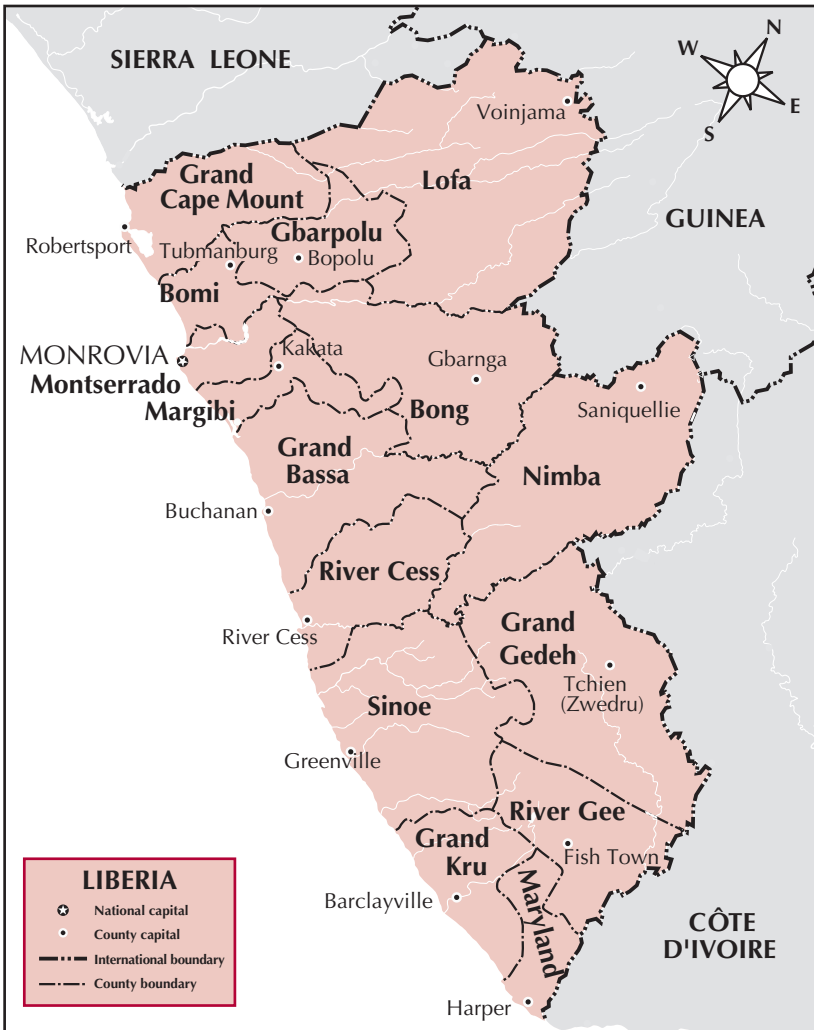 SIERRA LEONE
N
W
E
S
Voinjama
Grand
Cape Mount
Lofa
GUINEA
Robertsport
Gbarpolu
Tubmanburg
Bopolu
Bomi
MONROVIA
Kakata
Gbarnga
Montserrado
Margibi
Bong
Saniquellie
Grand
Bassa
Nimba
Buchanan
River Cess
River Cess
Grand
Gedeh
Tchien
(Zwedru)
Sinoe
Greenville
River Gee
Grand
Kru
Fish Town
Maryland
Barclayville
CÔTE
D'IVOIRE
Harper
LIBERIA
National capital
County capital
International boundary
County boundary